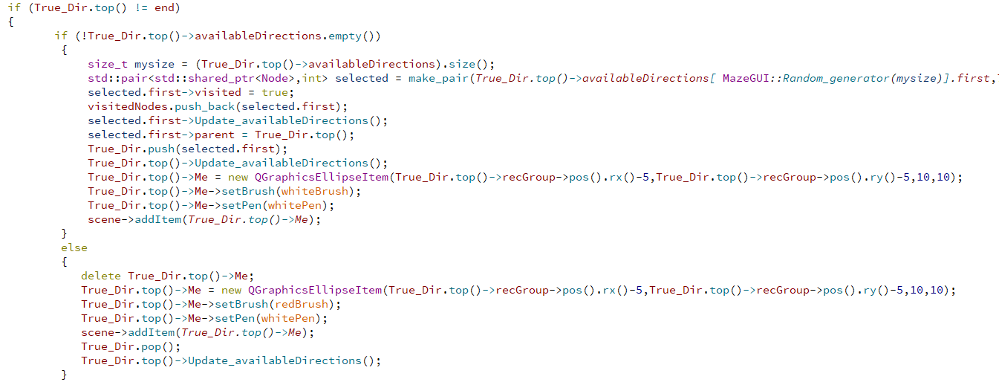 if (True_Dir.top() != end)
{
if (!True_Dir.top()->availableDirections.empty())
{
size_t mysize = (True_Dir.top()->availableDirections).size();
std::pair<std::shared_ptr<Node>,int> selected = make_pair(True_Dir.top()->availableDirections[ MazeGUI::Random_generator(mysize)].first,
selected.first->visited = true;
visitedNodes.push_back(selected.first);
selected.first->Update_availableDirections();
selected.first->parent = True_Dir.top();
True_Dir.push(selected.first);
True_Dir.top()->Update_availableDirections();
True_Dir.top()->Me = new QGraphicsEllipseItem(True_Dir.top()->recGroup->pos().rx()-5,True_Dir.top()->recGroup->pos().ry()-5,10,10);
True_Dir.top()->Me->setBrush(whiteBrush);
True_Dir.top()->Me->setPen(whitePen);
scene->addItem(True_Dir.top()->Me);
}
else
{
delete True_Dir.top()->Me;
True_Dir.top()->Me = new QGraphicsEllipseItem(True_Dir.top()->recGroup->pos().rx()-5,True_Dir.top()->recGroup->pos().ry()-5,10,10);
True_Dir.top()->Me->setBrush(redBrush);
True_Dir.top()->Me->setPen(whitePen);
scene->addItem(True_Dir.top()->Me);
True_Dir.pop();
True_Dir.top()->Update_availableDirections();
}